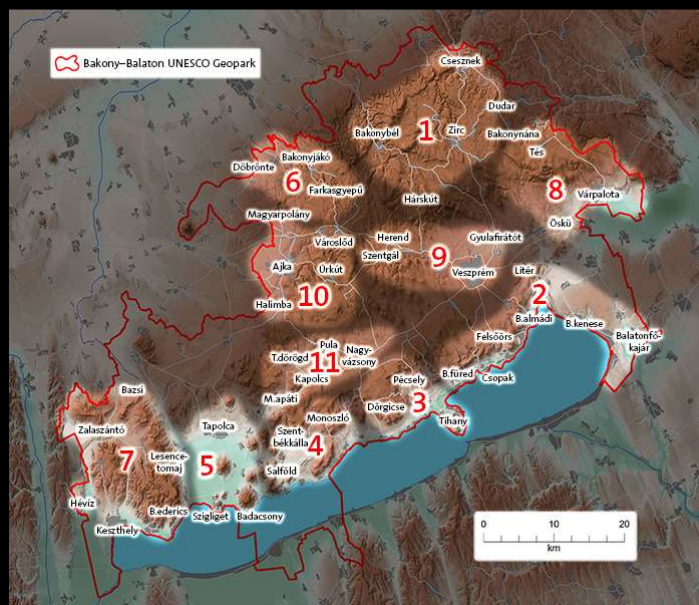 Bakony–Balaton UNESCO Geopark
Csesznek
Dudar
Bakonybél
1
Zirc
Bakonynána
Tés
Bakonyjákó
Döbrönte
6
Farkasgyepű
8
Várpalota
Hárskút
Magyarpolány
Öskü
Városlőd
Herend
Gyulafirátót
Szentgál
9
Ajka
Úrkút
Veszprém
Litér
10
2
Halimba
B.almádi
B.kenese
Felsőörs
Balatonfő-
kajár
Pula
Nagy-
vázsony
T.dörögd
11
Kapolcs
B.füred
Csopak
Pécsely
Bazsi
M.apáti
Dörgicse
3
Monoszló
Tihany
Zalaszántó
Tapolca
Szent-
békkálla
4
7
Lesence-
tomaj
5
Salföld
Hévíz
B.ederics
Szigliget
Badacsony
Keszthely
0 10 20
km